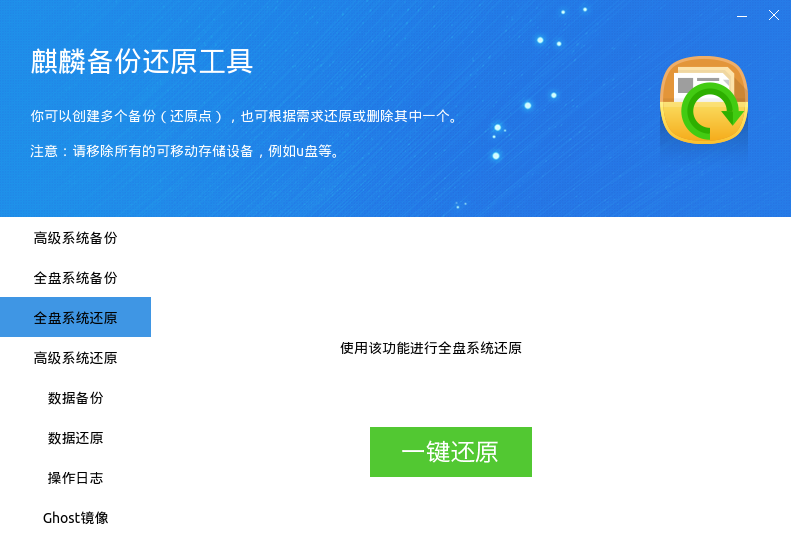 麒麟备份还原工具
你可以创建多个备份（还原点），也可根据需求还原或删除其中一个。
注意：请移除所有的可移动存储设备，例如u盘等。
高级系统备份
全盘系统备份
全盘系统还原
高级系统还原
数据备份
数据还原
操作日志
Ghost镜像
使用该功能进行全盘系统还原
一键还原